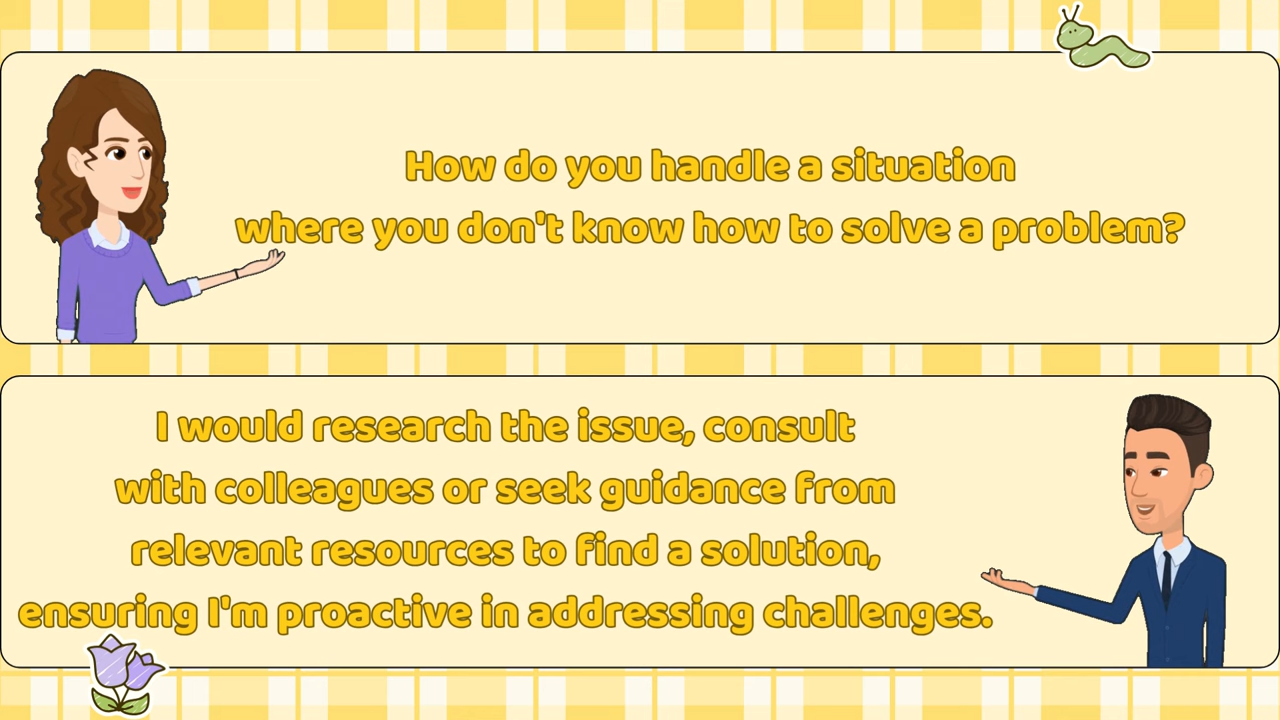 How do you handle a situation
where you don't know how to solve a problem?
I would research the issue, consult
with colleagues or seek guidance from
relevant resources to find a solution,
ensuring I'm proactive in addressing challenges.